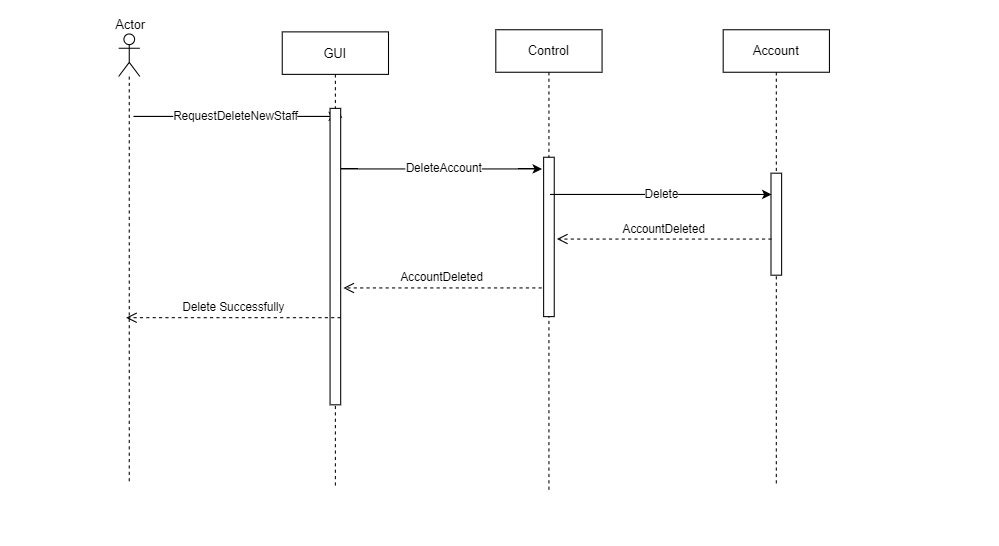 Actor
GUI
Control
Account
RequestDeleteNewStaff
DeleteAccount
Delete
AccountDeleted
AccountDeleted
Delete Successfully